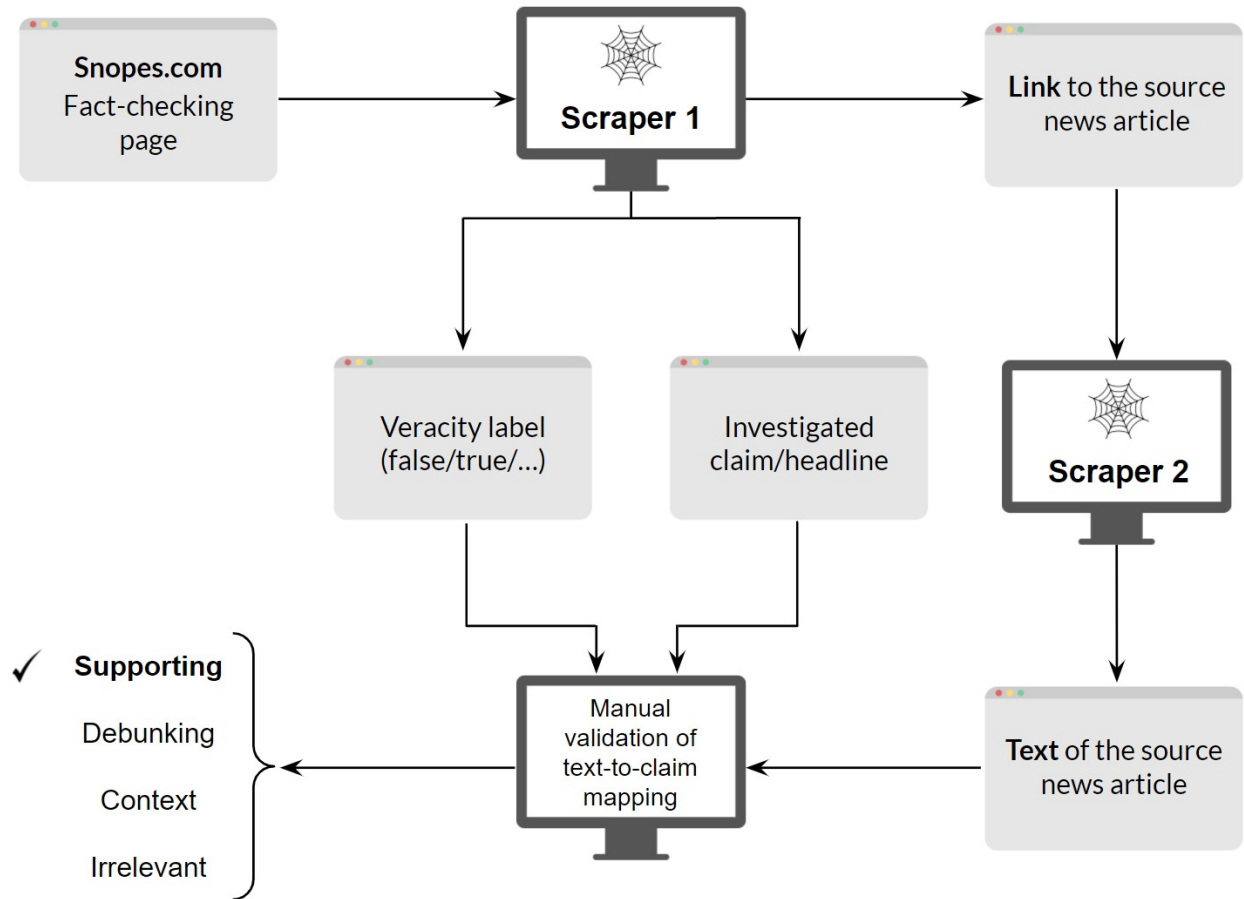 Snopes.com
Fact-checking
page
Scraper 1
Link to the source
news article
Veracity label
(false/true/...)
Investigated
claim/headline
Scraper 2
Supporting
Debunking
Context
Irrelevant
Manual
validation of
text-to-claim
mapping
Text of the source
news article